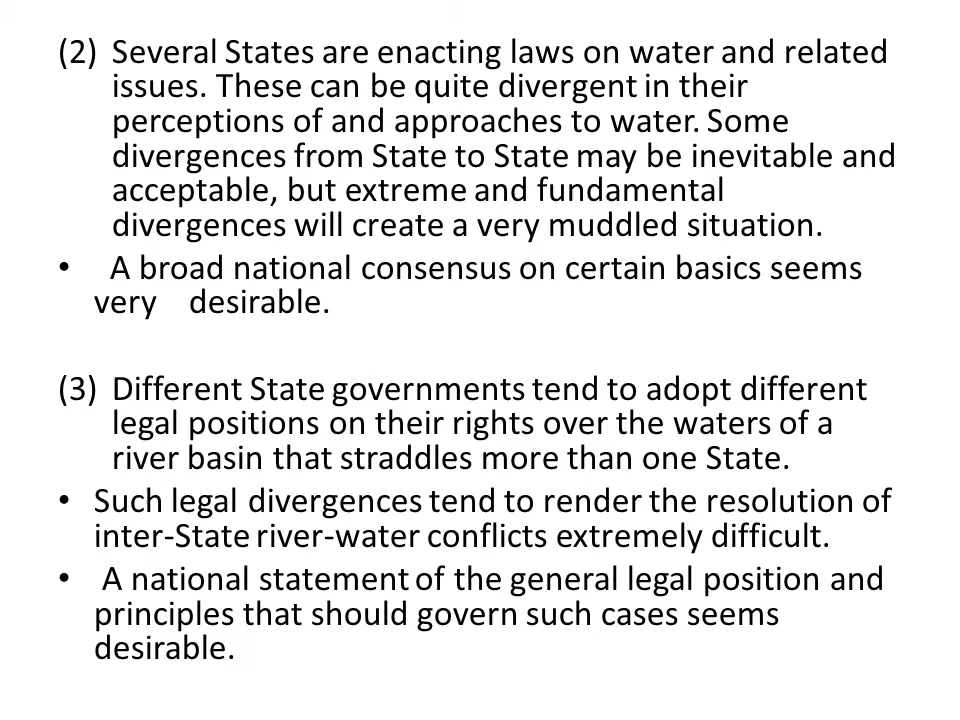 (2) Several States are enacting laws on water and related
issues. These can be quite divergent in their
perceptions of and approaches to water. Some
divergences from State to State may be inevitable and
acceptable, but extreme and fundamental
divergences will create a very muddled situation.
• A broad national consensus on certain basics seems
very desirable.
(3) Different State governments tend to adopt different
legal positions on their rights over the waters of a
river basin that straddles more than one State.
• Such legal divergences tend to render the resolution of
inter-State river-water conflicts extremely difficult.
• A national statement of the general legal position and
principles that should govern such cases seems
desirable.